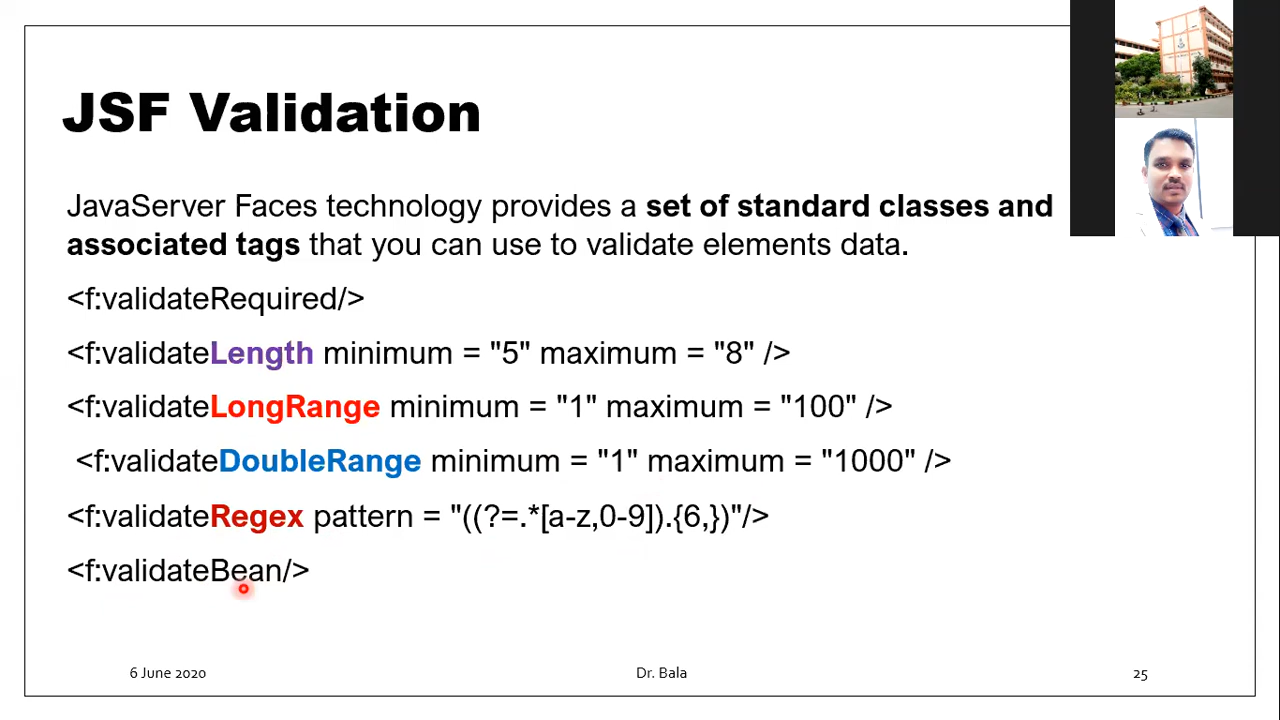 JSF Validation
JavaServer Faces technology provides a set of standard classes and
associated tags that you can use to validate elements data.
<f:validateRequired/>
<f:validateLength minimum = "5" maximum = "8" />
<f:validateLongRange minimum = "1" maximum = "100" />
<f:validateDoubleRange minimum = "1" maximum = "1000" />
<f:validateRegex pattern = "((?=.*[a-z,0-9]).{6,})"/>
<f:validateBean/>
6 June 2020
Dr. Bala
25